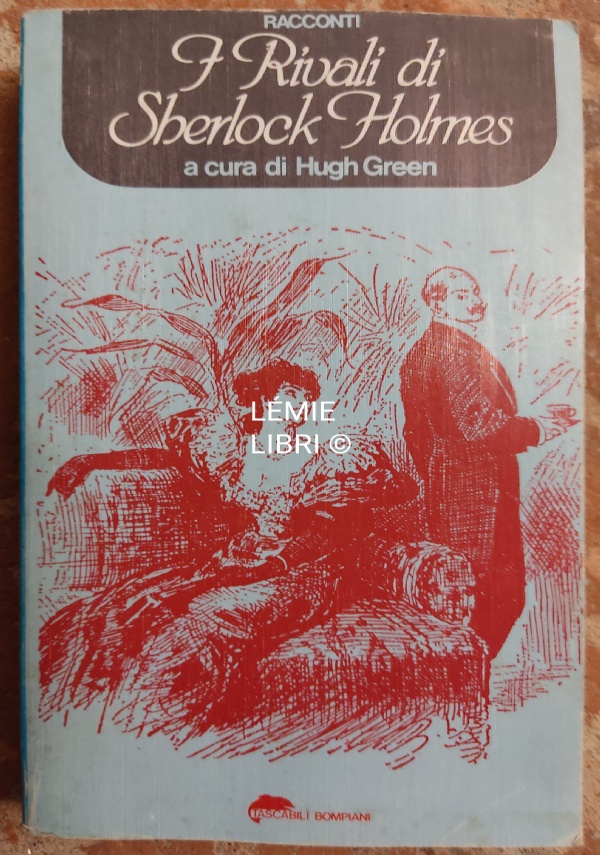 RACCONTI
I Rivali di
Sherlock Holmes
a cura di Hugh Green
LÉMIE
LIBRI ©
TASCABILI BOMPIANI